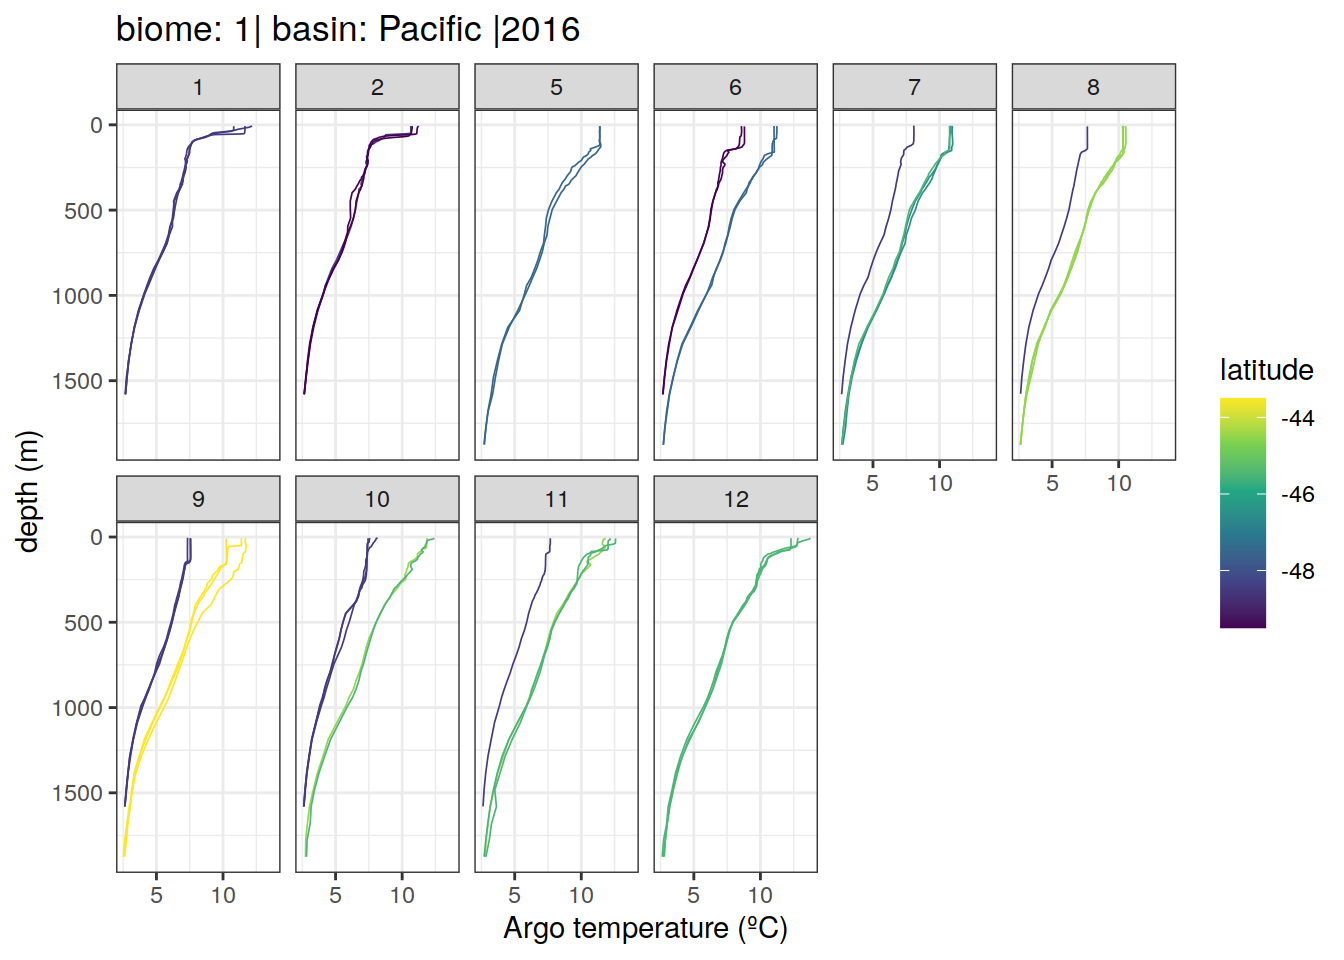 biome: 1| basin: Pacific |2016
1 2 5 6 7 8
0
500
1000
1500
5 10 5 10
9 10 11 12
0
500
1000
1500
5 10 5 10 5 10 5 10
Argo temperature (ºC)
depth (m)
latitude
-44
-46
-48